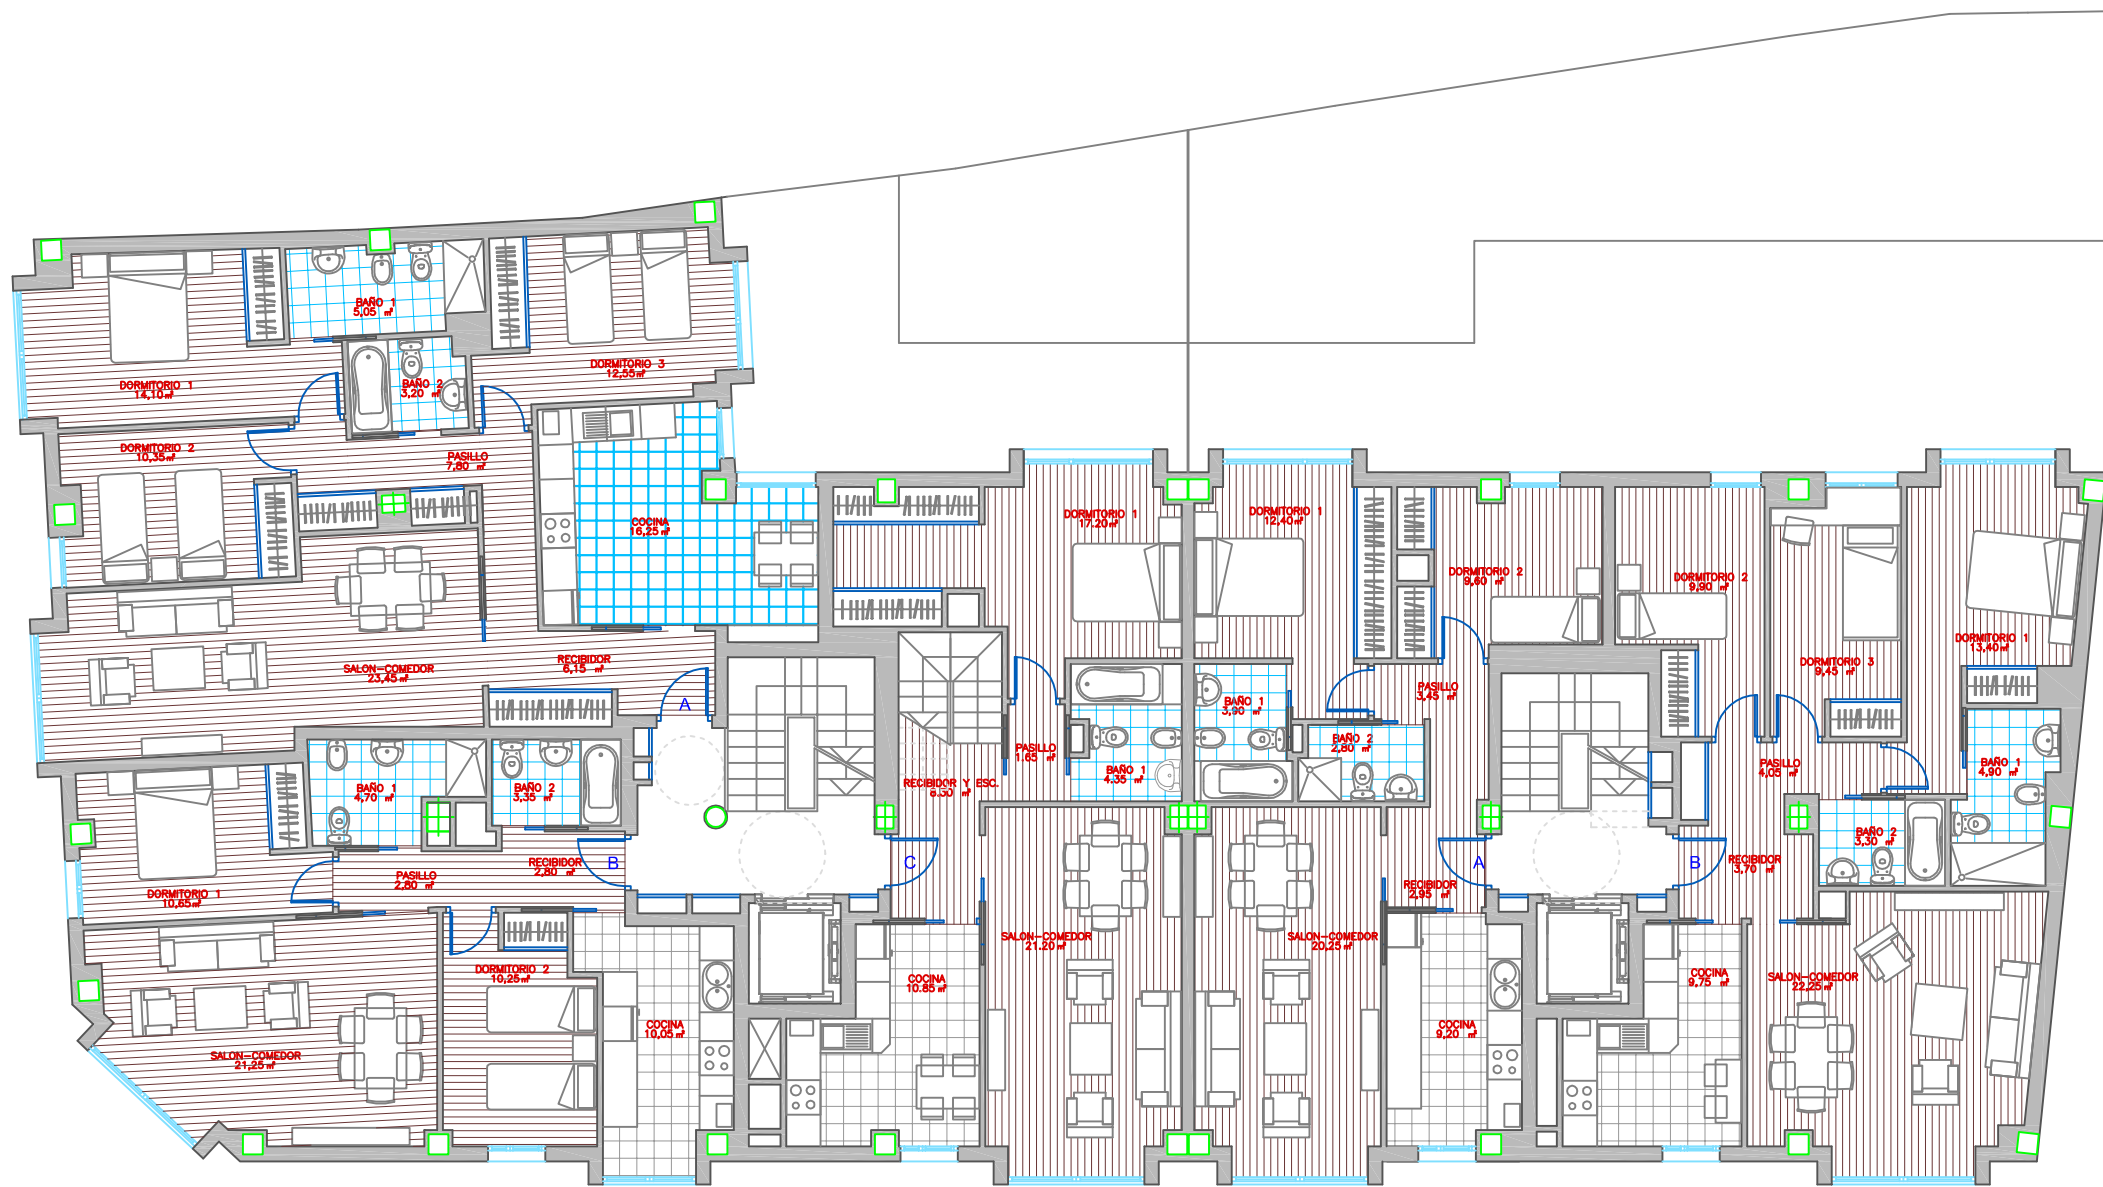 BAÑO 1
5,05 m²
DORMITORIO 3
12,55 m²
DORMITORIO 1
14,10 m²
BAÑO 2
3,20 m²
DORMITORIO 2
10,35 m²
PASILLO
7,80 m²
COCINA
16,25 m²
SALON-COMEDOR
23,45 m²
RECIBIDOR
6,15 m²
A
BAÑO 1
4,70 m²
BAÑO 2
3,35 m²
DORMITORIO 1
10,65 m²
PASILLO
2,80 m²
RECIBIDOR
2,80 m²
B
SALON-COMEDOR
21,25 m²
DORMITORIO 2
10,25 m²
COCINA
10,05 m²
DORMITORIO 1
17.20 m²
PASILLO
1.65 m²
BAÑO 1
4.35 m²
RECIBIDOR Y ESC.
8.30 m²
C
SALON-COMEDOR
21.20 m²
COCINA
10.85 m²
DORMITORIO 1
12,40 m²
DORMITORIO 2
9,60 m²
PASILLO
3,45 m²
BAÑO 1
3,90 m²
BAÑO 2
2,80 m²
A
RECIBIDOR
2,95 m²
SALON-COMEDOR
20,25 m²
COCINA
9,20 m²
DORMITORIO 2
9,90 m²
DORMITORIO 3
9,45 m²
DORMITORIO 1
13,40 m²
PASILLO
4,05 m²
BAÑO 1
4,90 m²
BAÑO 2
3,30 m²
B
RECIBIDOR
3,70 m²
COCINA
9,75 m²
SALON-COMEDOR
22,25 m²